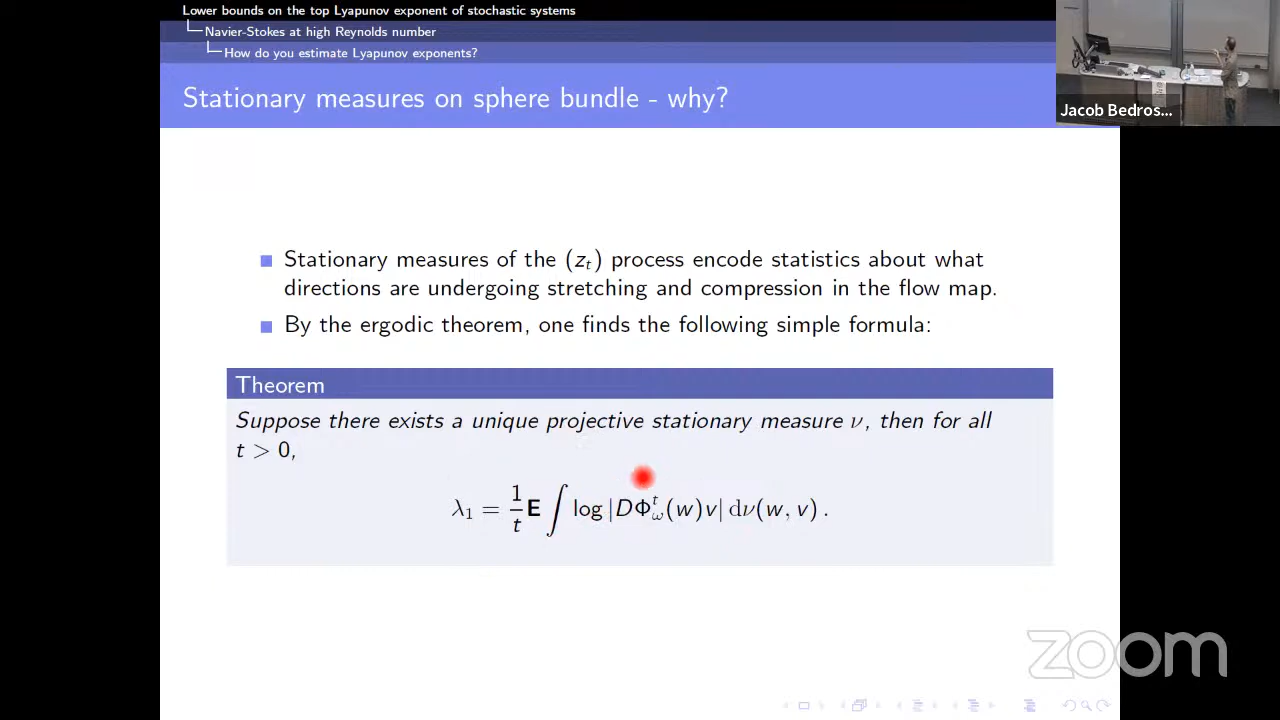 Lower bounds on the top Lyapunov exponent of stochastic systems
Navier-Stokes at high Reynolds number
How do you estimate Lyapunov exponents?
Stationary measures on sphere bundle - why?
Jacob Bedros...
Stationary measures of the (z_t) process encode statistics about what
directions are undergoing stretching and compression in the flow map.
By the ergodic theorem, one finds the following simple formula:
Theorem
Suppose there exists a unique projective stationary measure ν, then for all
t > 0,
λ₁ = 1/t E ∫ log |DΦ^t_ω(w)v| dν(w, v) .
zoom